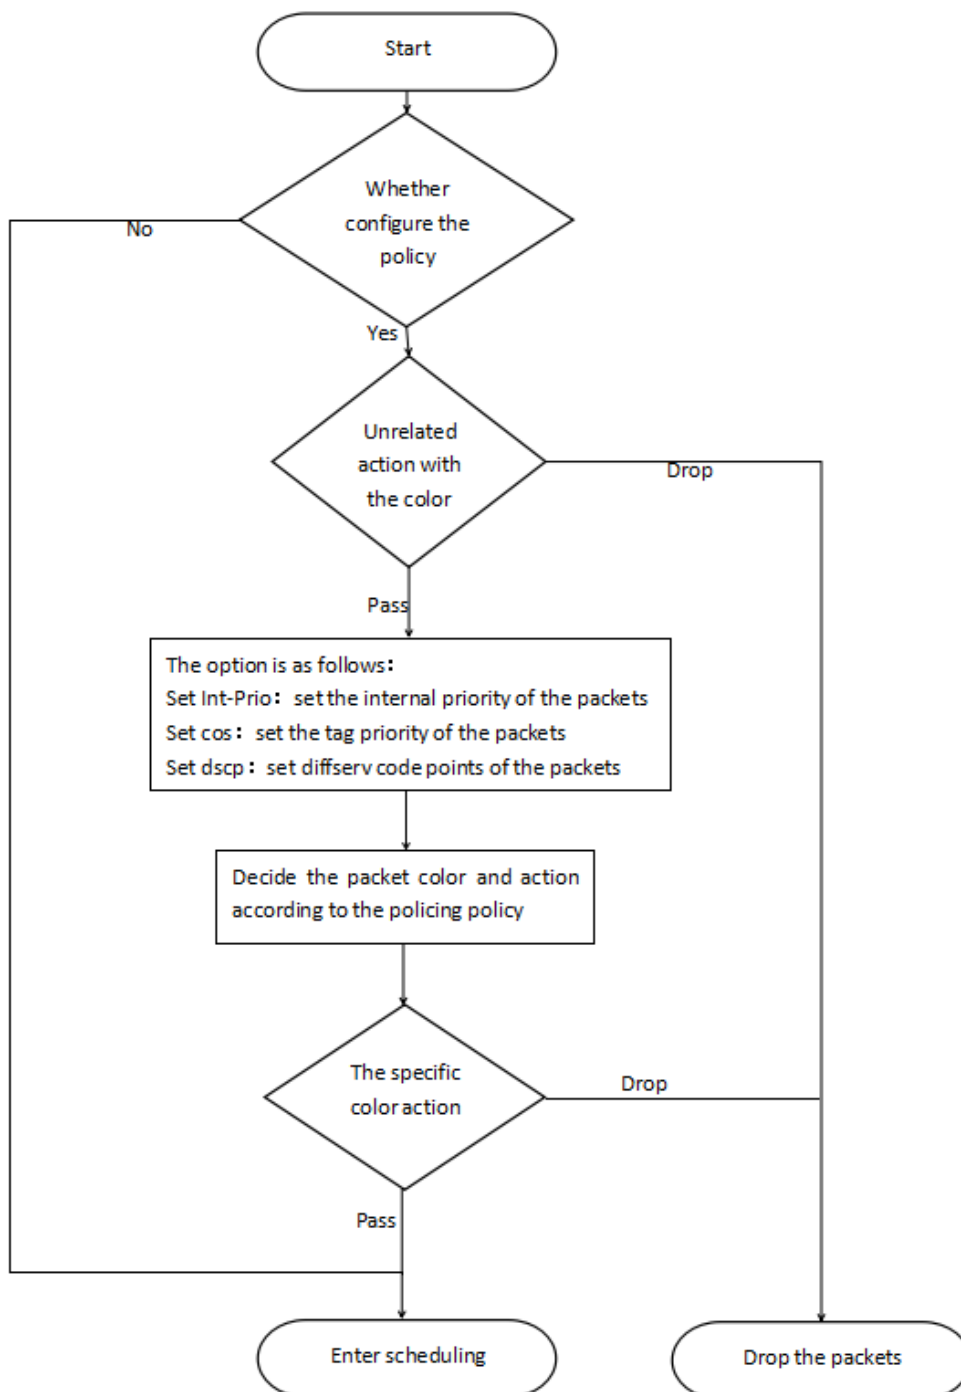 Start
Whether
configure the
policy
No
Yes
Unrelated
action with
the color
Drop
Pass
The option is as follows:
Set Int-Prio: set the internal priority of the packets
Set cos: set the tag priority of the packets
Set dscp: set diffserv code points of the packets
Decide the packet color and action
according to the policing policy
The specific
color action
Drop
Pass
Enter scheduling
Drop the packets